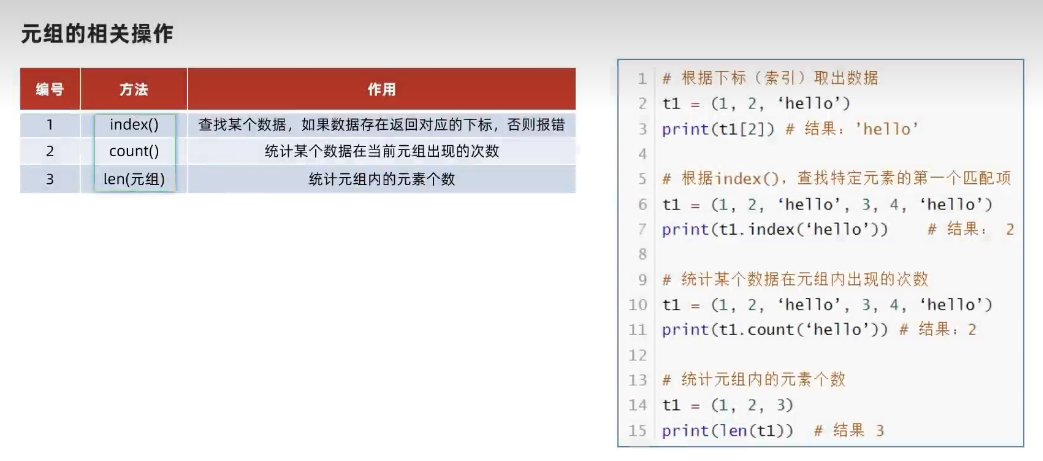 元组的相关操作
编号 方法 作用
1 index() 查找某个数据，如果数据存在返回对应的下标，否则报错
2 count() 统计某个数据在当前元组出现的次数
3 len(元组) 统计元组内的元素个数
1 # 根据下标（索引）取出数据
2 t1 = (1, 2, ‘hello’)
3 print(t1[2]) # 结果：’hello’
4
5 # 根据index()，查找特定元素的第一个匹配项
6 t1 = (1, 2, ‘hello’, 3, 4, ‘hello’)
7 print(t1.index(‘hello’)) # 结果： 2
8
9 # 统计某个数据在元组内出现的次数
10 t1 = (1, 2, ‘hello’, 3, 4, ‘hello’)
11 print(t1.count(‘hello’)) # 结果：2
12
13 # 统计元组内的元素个数
14 t1 = (1, 2, 3)
15 print(len(t1)) # 结果 3